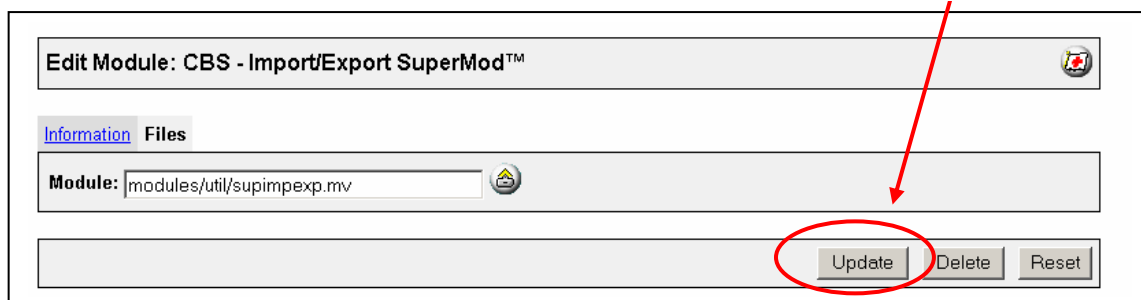 Edit Module: CBS - Import/Export SuperMod™
Information Files
Module: modules/util/supimpexp.mv
Update Delete Reset